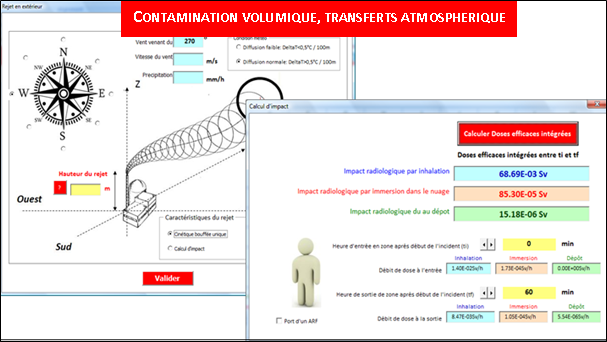 CONTAMINATION VOLUMIQUE, TRANSFERTS ATMOSPHERIQUE
Rejet en extérieur
Vent venant du 270 °
Vitesse du vent m/s
Precipitation mm/h
Diffusion faible: DeltaT<0,5°C / 100m
Diffusion normale: DeltaT>0,5°C / 100m
N
NE
E
SE
S
SW
W
NW
Z
Hauteur du rejet
? m
Ouest
Sud
Caractéristiques du rejet
Cinétique bouffée unique
Calcul d'impact
Valider
Calcul d'impact
Calculer Doses efficaces intégrées
Doses efficaces intégrées entre ti et tf
Impact radiologique par inhalation 68.69E-03 Sv
Impact radiologique par immersion dans le nuage 85.30E-05 Sv
Impact radiologique du au dépot 15.18E-06 Sv
Heure d'entrée en zone après début de l'incident (ti) 0 min
Inhalation Immersion Dépôt
Débit de dose à l'entrée 1.40E-02Sv/h 1.73E-04Sv/h 0.00E+00Sv/h
Heure de sortie de zone après début de l'incident (tf) 60 min
Inhalation Immersion Dépôt
Débit de dose à la sortie 8.47E-03Sv/h 1.05E-04Sv/h 5.54E-06Sv/h
Port d'un ARF